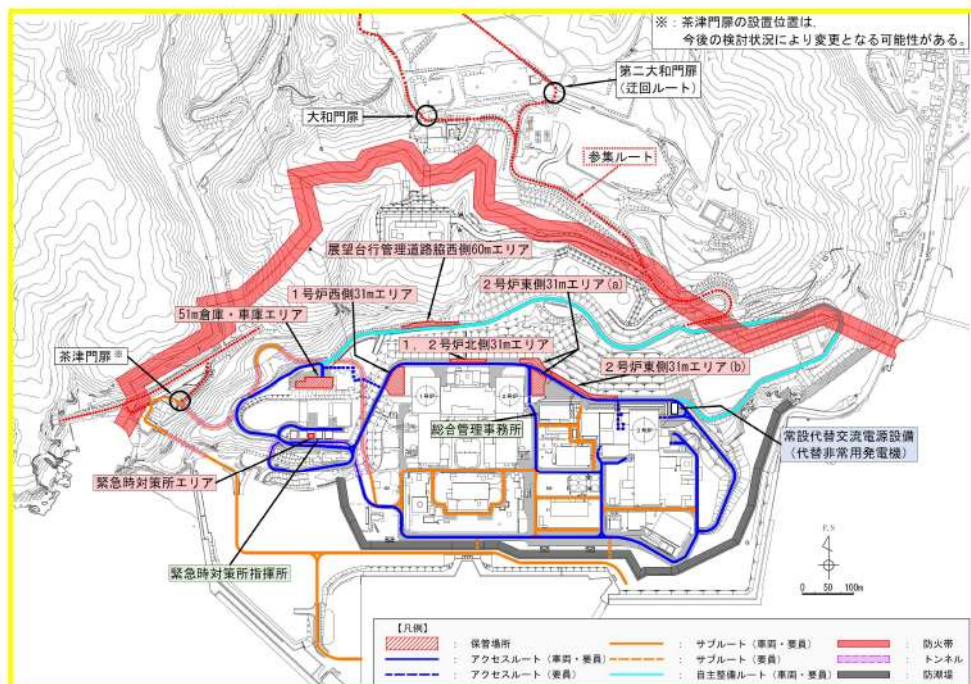 ※：茶津門扉の設置位置は、
今後の検討状況により変更となる可能性がある。
第二大和門扉
(迂回ルート)
大和門扉
参集ルート
展望台行管理道路脇西側60mエリア
1号炉西側31mエリア
2号炉東側31mエリア(a)
51m倉庫・車庫エリア
茶津門扉※
1，2号炉北側31mエリア
2号炉東側31mエリア(b)
1号炉
2号炉
3号炉
総合管理事務所
常設代替交流電源設備
(代替非常用発電機)
緊急時対策所エリア
緊急時対策所指揮所
P.N
0 50 100m
【凡例】
：保管場所
：サブルート（車両・要員）
：防火帯
：アクセスルート（車両・要員）
：サブルート（要員）
：トンネル
：アクセスルート（要員）
：自主整備ルート（車両・要員）
：防潮堤